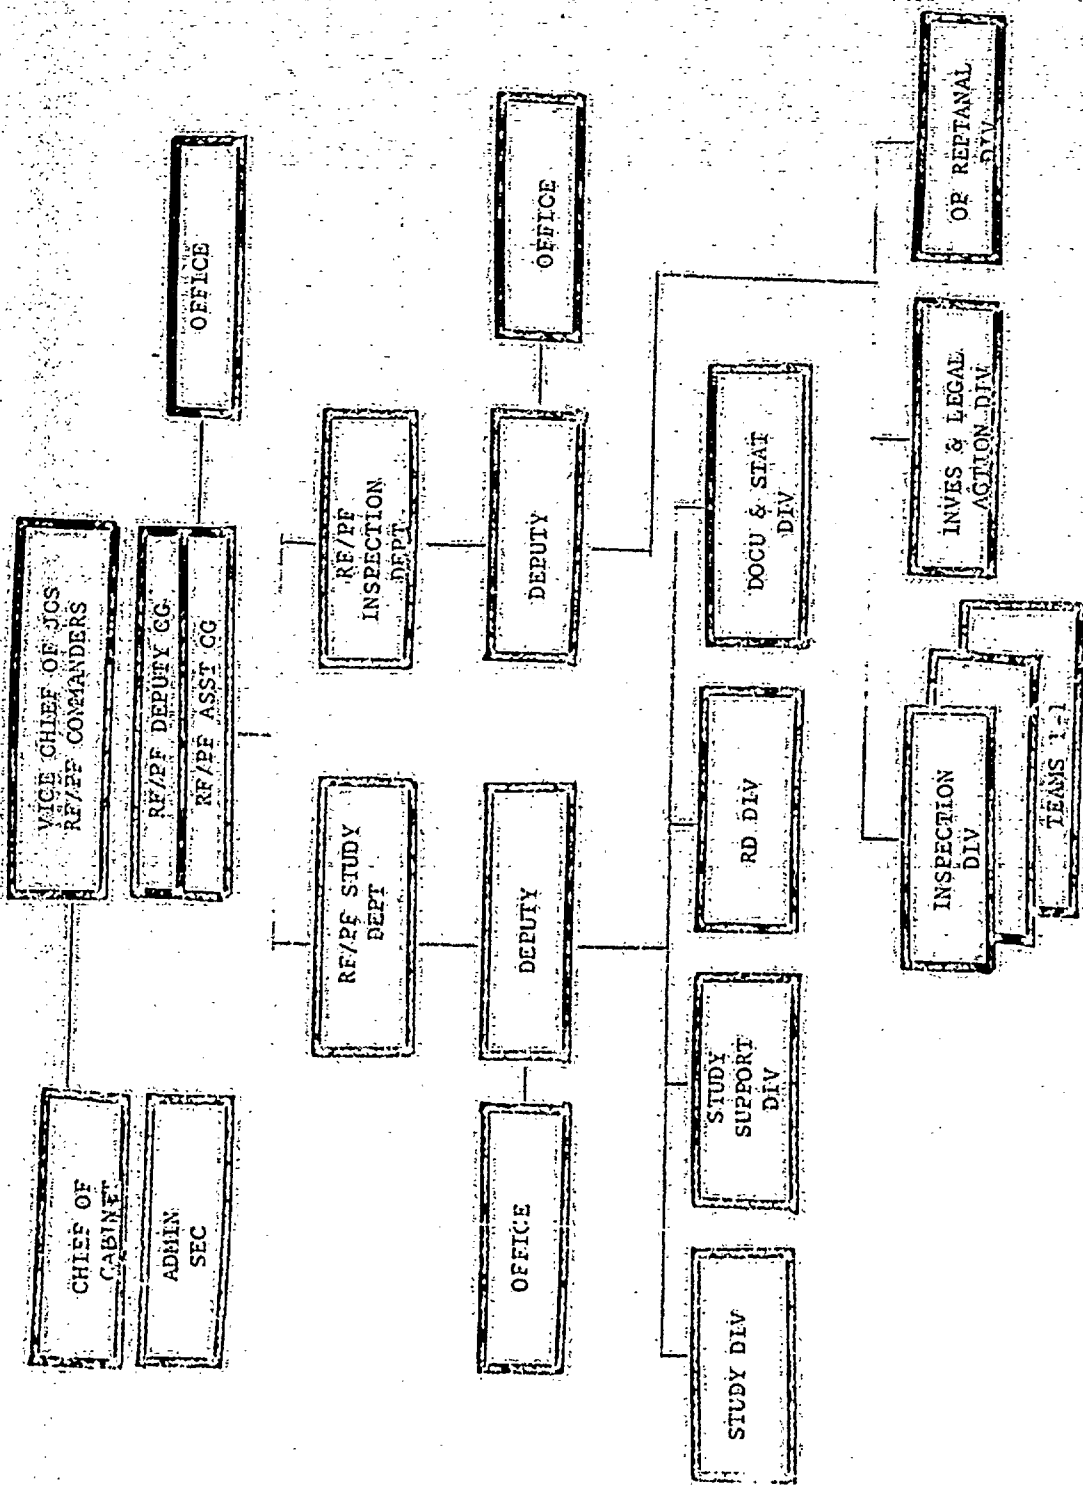 VICE CHIEF OF JCS
RF/PF COMMANDERS
CHIEF OF
CABINET
ADMIN
SEC
RF/PF DEPUTY CG
RF/PF ASST CG
OFFICE
RF/PF STUDY
DEPT
RF/PF
INSPECTION
DEPT
OFFICE
DEPUTY
DEPUTY
OFFICE
STUDY DIV
STUDY
SUPPORT
DIV
RD DIV
DOCU & STAT
DIV
INSPECTION
DIV
TEAMS 1-1
INVES & LEGAL
ACTION DIV
OP REPTANAL
DIV